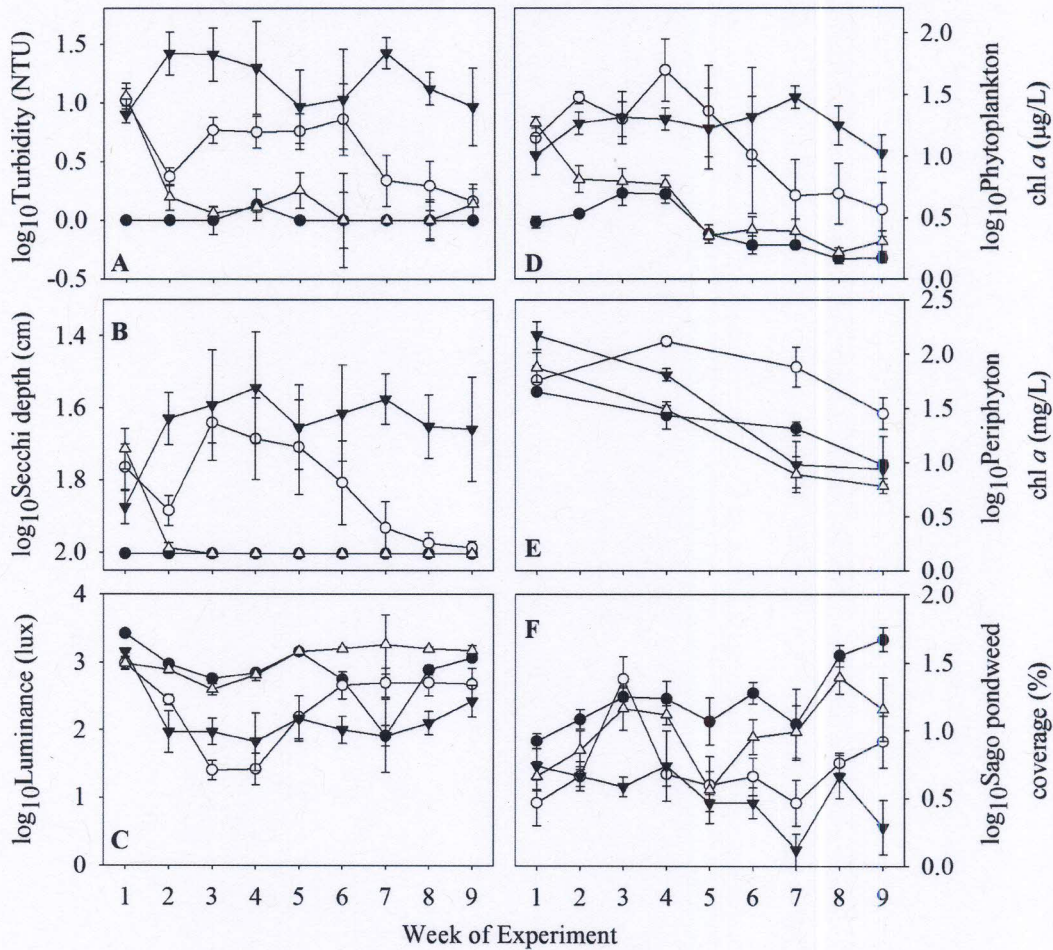 log10Turbidity (NTU)
1.5
1.0
0.5
0.0
-0.5
A
D
2.0
1.5
1.0
0.5
0.0
log10Phytoplankton
chl a (µg/L)
log10Secchi depth (cm)
1.4
1.6
1.8
2.0
B
E
2.5
2.0
1.5
1.0
0.5
0.0
log10Periphyton
chl a (mg/L)
log10Luminance (lux)
4
3
2
1
0
C
F
2.0
1.5
1.0
0.5
0.0
log10Sago pondweed
coverage (%)
1 2 3 4 5 6 7 8 9
1 2 3 4 5 6 7 8 9
Week of Experiment